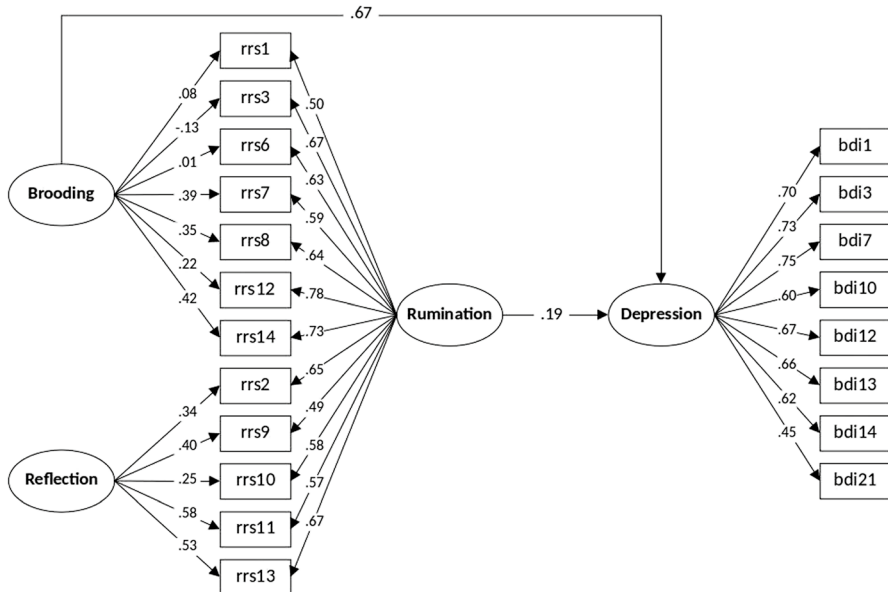 .67
rrs1
rrs3
rrs6
rrs7
rrs8
rrs12
rrs14
rrs2
rrs9
rrs10
rrs11
rrs13
Brooding
Reflection
.08
-.13
.01
.39
.35
.22
.42
.34
.40
.25
.58
.53
.50
.67
.63
.59
.64
.78
.73
.65
.49
.58
.57
.67
Rumination
.19
Depression
.70
.73
.75
.60
.67
.66
.62
.45
bdi1
bdi3
bdi7
bdi10
bdi12
bdi13
bdi14
bdi21